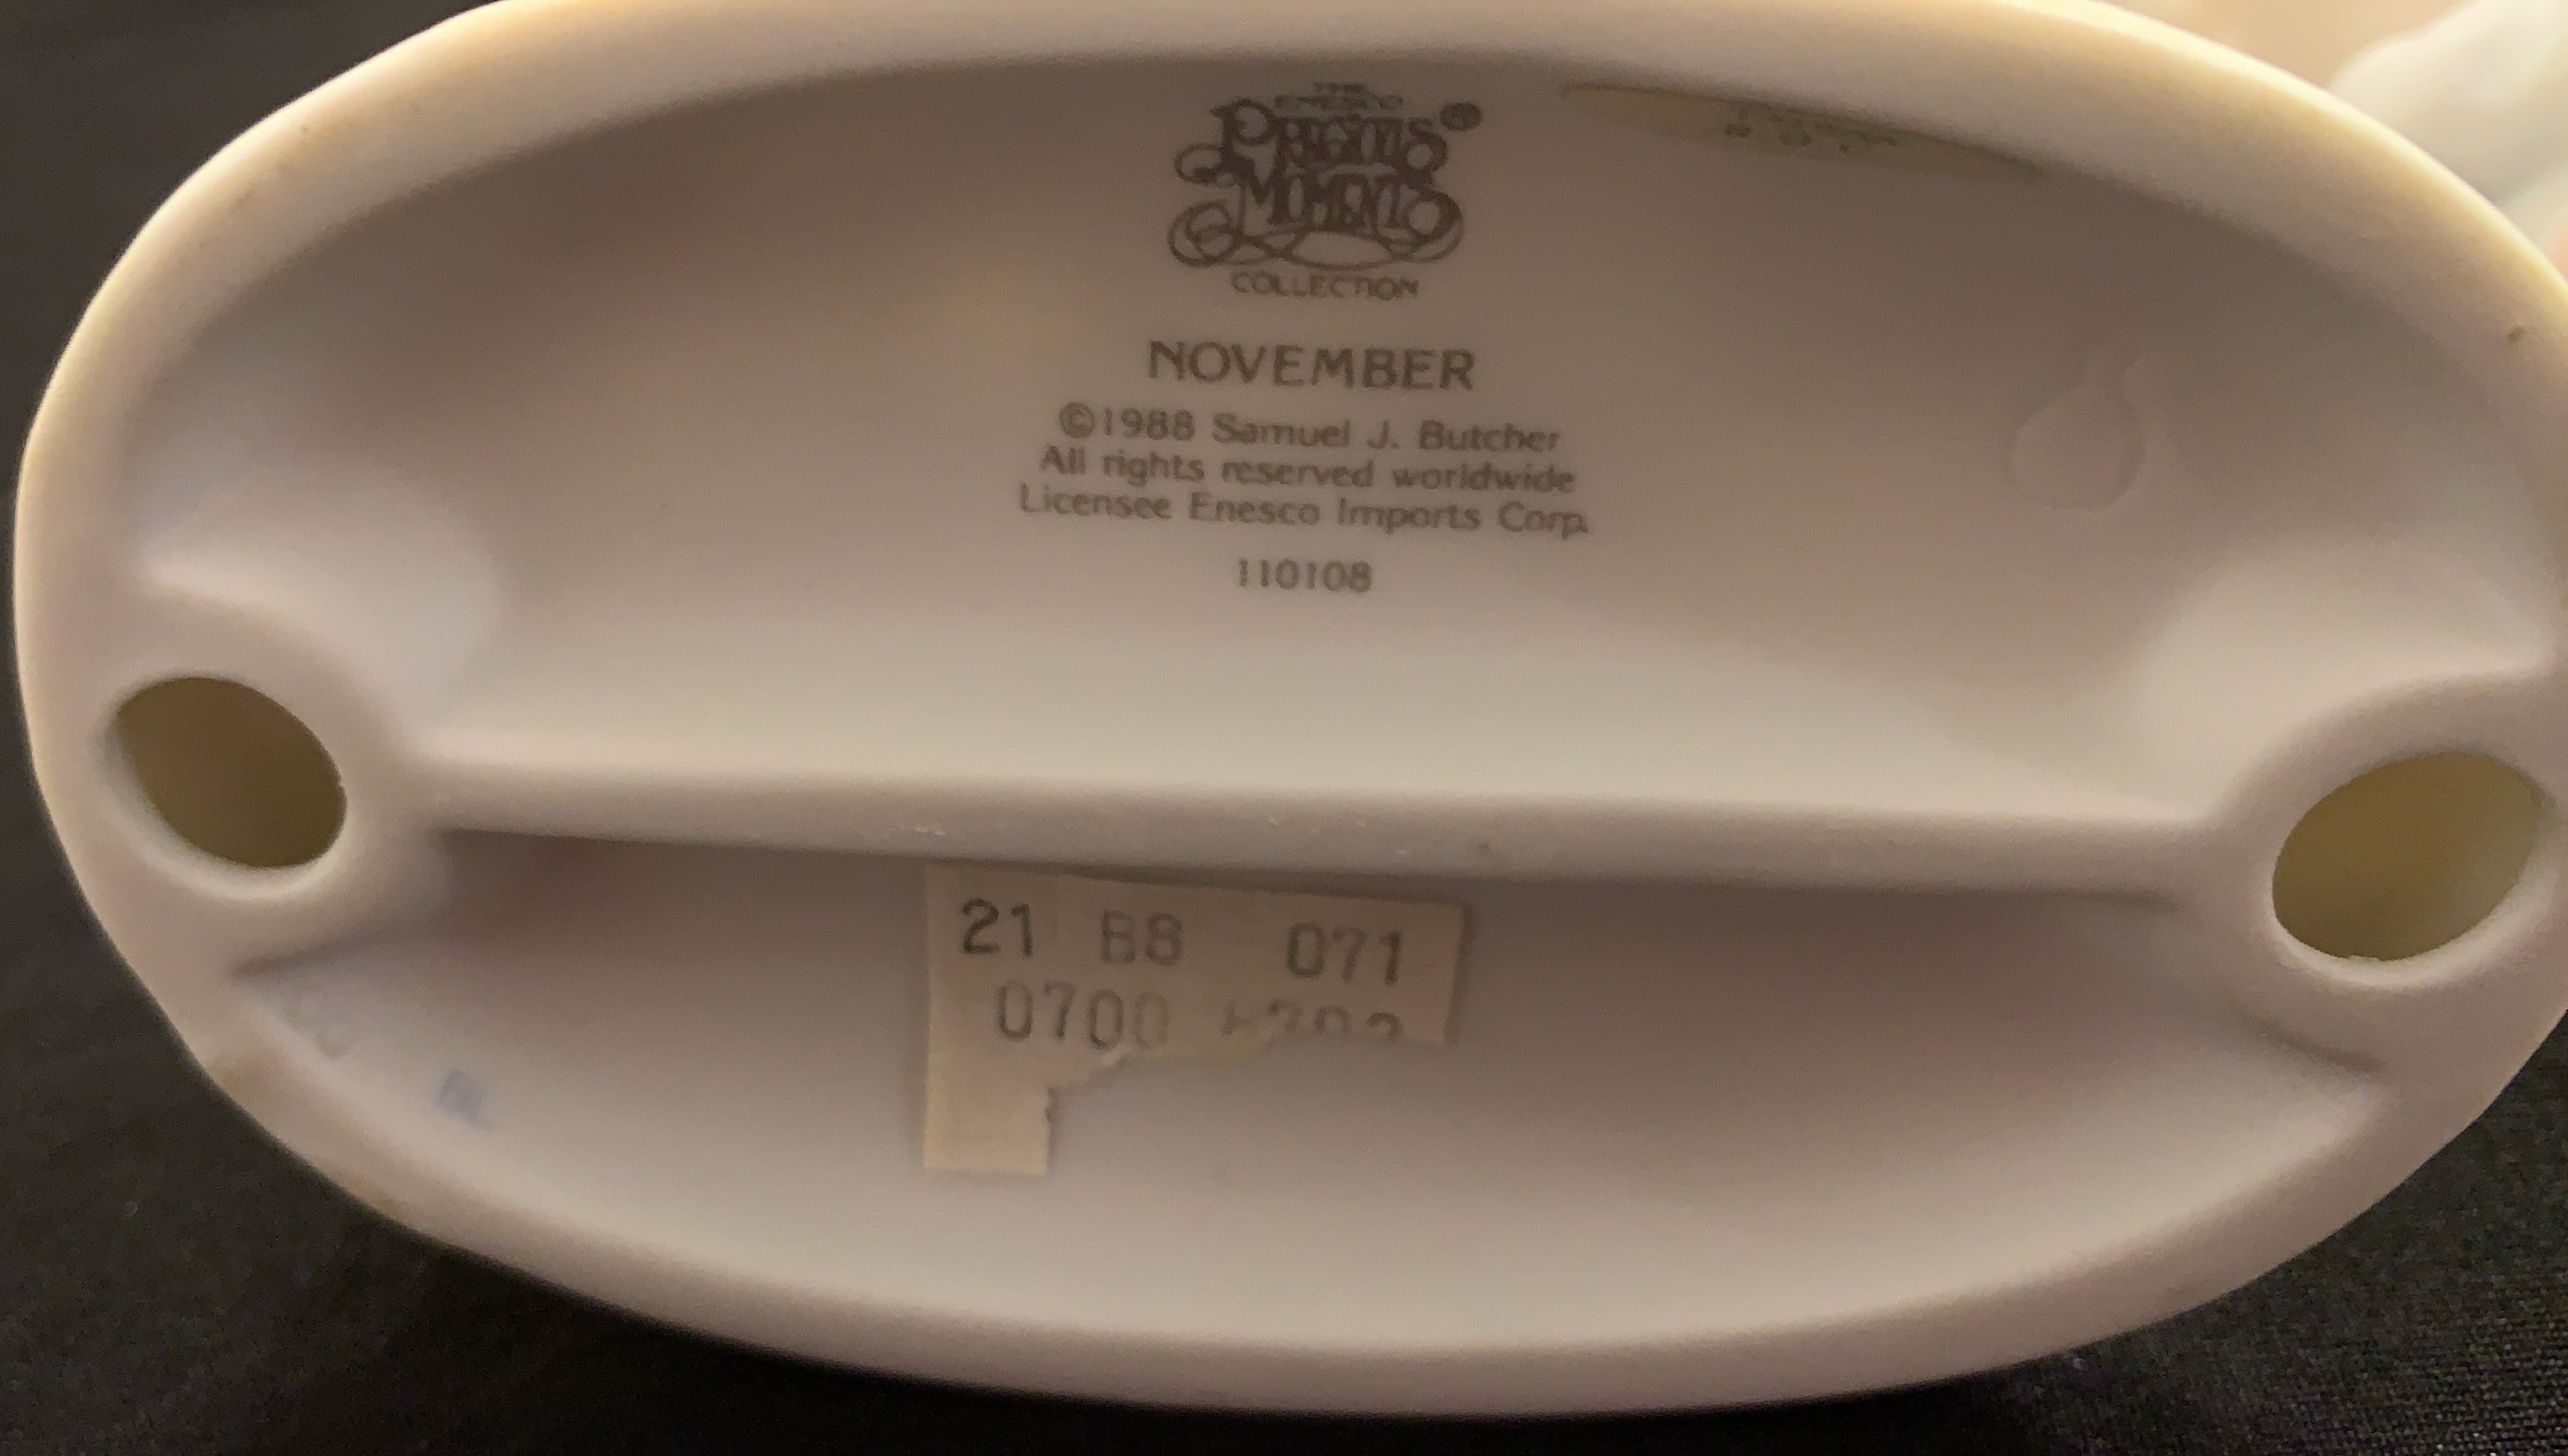 THE
ENESCO
PRECIOUS ®
MOMENTS
COLLECTION
NOVEMBER
©1988 Samuel J. Butcher
All rights reserved worldwide
Licensee Enesco Imports Corp.
110108
21 88 071
0700